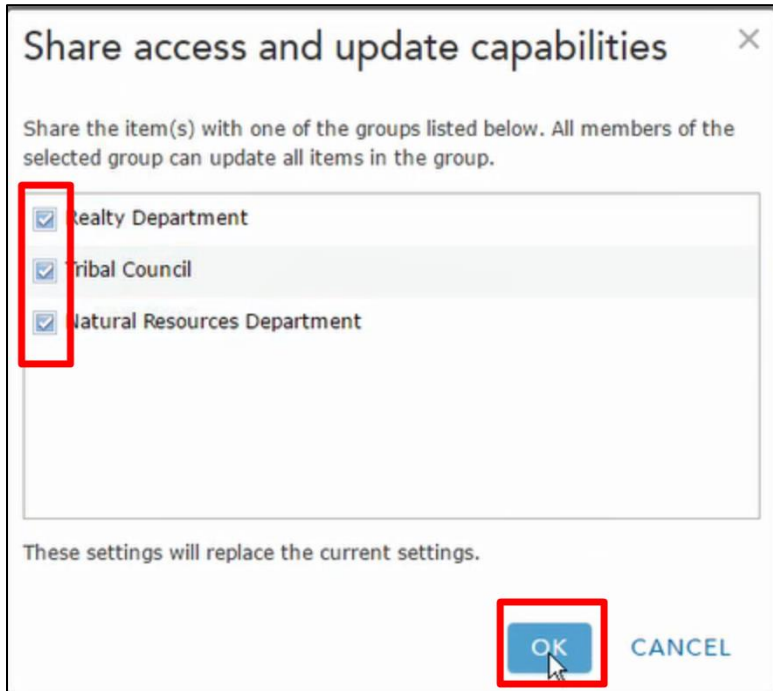 Share access and update capabilities
Share the item(s) with one of the groups listed below. All members of the
selected group can update all items in the group.
Realty Department
Tribal Council
Natural Resources Department
These settings will replace the current settings.
OK CANCEL